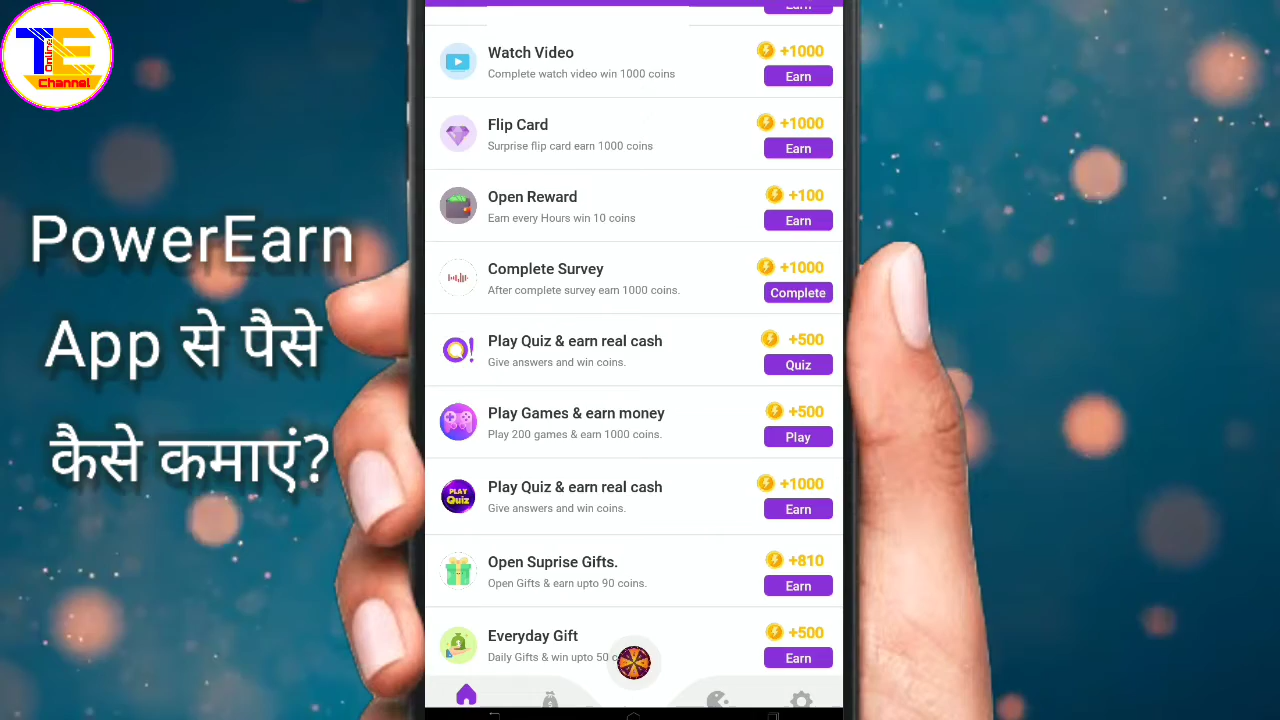 TE
Online
Channel
PowerEarn
App से पैसे
कैसे कमाएं?
Earn
Watch Video
Complete watch video win 1000 coins
+1000
Earn
Flip Card
Surprise flip card earn 1000 coins
+1000
Earn
Open Reward
Earn every Hours win 10 coins
+100
Earn
Complete Survey
After complete survey earn 1000 coins.
+1000
Complete
Play Quiz & earn real cash
Give answers and win coins.
+500
Quiz
Play Games & earn money
Play 200 games & earn 1000 coins.
+500
Play
PLAY
Quiz
Play Quiz & earn real cash
Give answers and win coins.
+1000
Earn
Open Suprise Gifts.
Open Gifts & earn upto 90 coins.
+810
Earn
Everyday Gift
Daily Gifts & win upto 50
+500
Earn